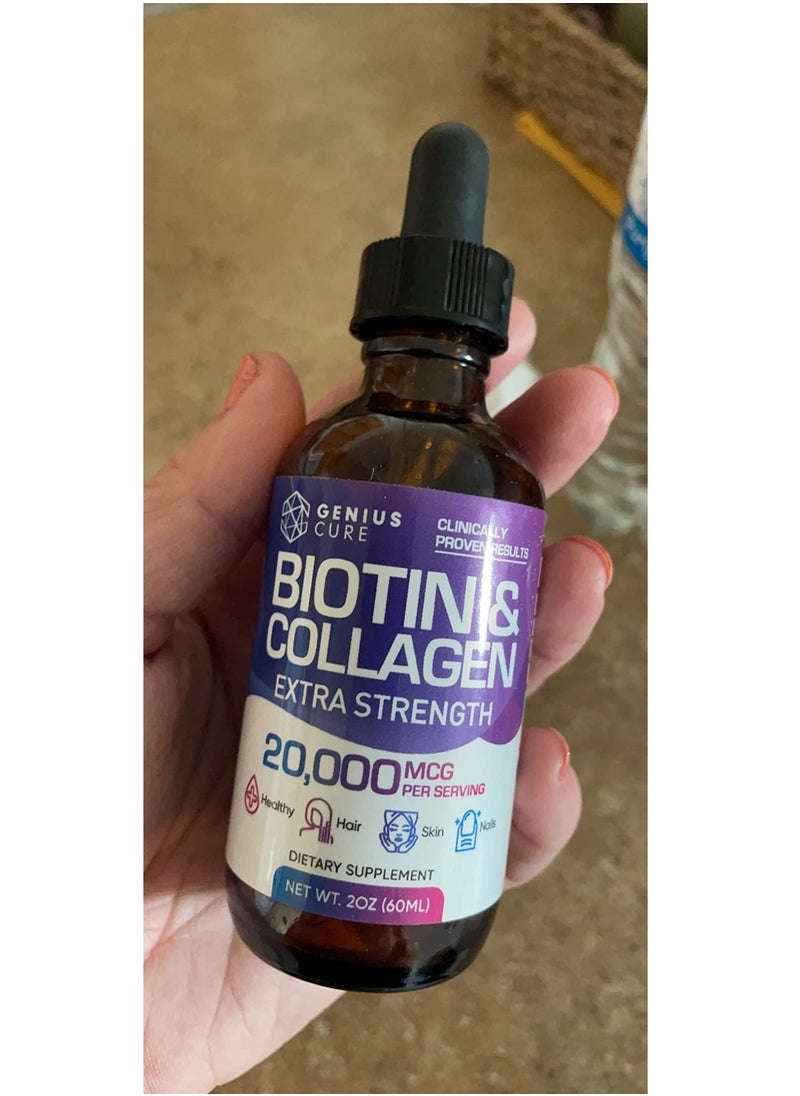 GENIUS
CURE
CLINICALLY
PROVEN RESULTS
BIOTIN &
COLLAGEN
EXTRA STRENGTH
20,000 MCG
PER SERVING
Healthy
Hair
Skin
Nails
DIETARY SUPPLEMENT
NET WT. 2OZ (60ML)